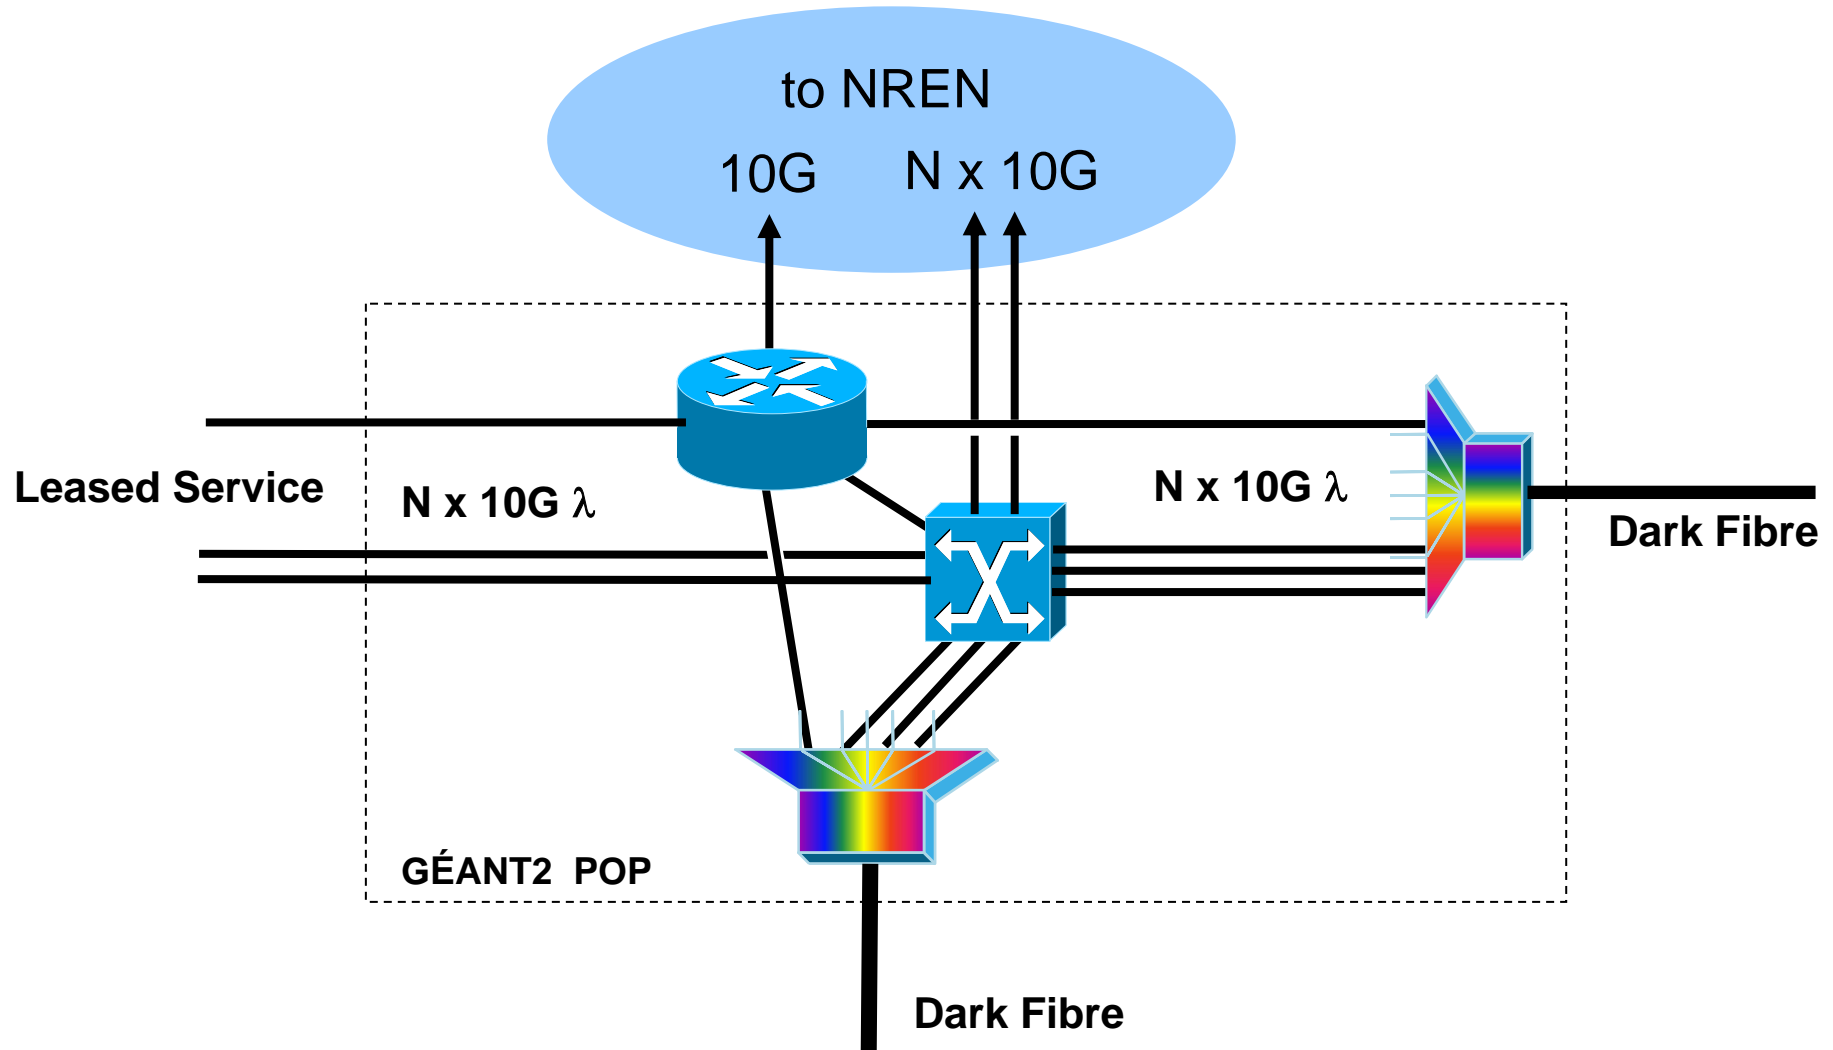 to NREN
10G
N x 10G
Leased Service
N x 10G λ
N x 10G λ
Dark Fibre
GÉANT2 POP
Dark Fibre